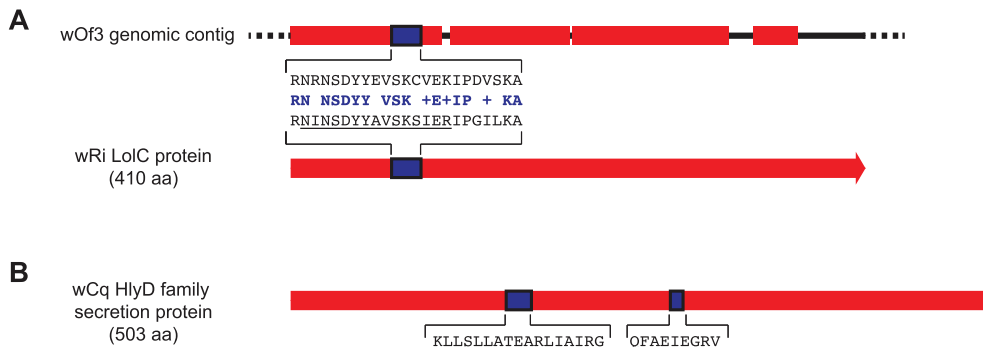 A
wOf3 genomic contig
RNRNSDYYEVSKCVEKIPDVSKA
RN NSDYY VSK +E+IP + KA
RNINSDYYAVSKSIERIPGILKA
wRi LolC protein
(410 aa)
B
wCq HlyD family
secretion protein
(503 aa)
KLLSLLATEARLIAIRG
QFAEIEGRV